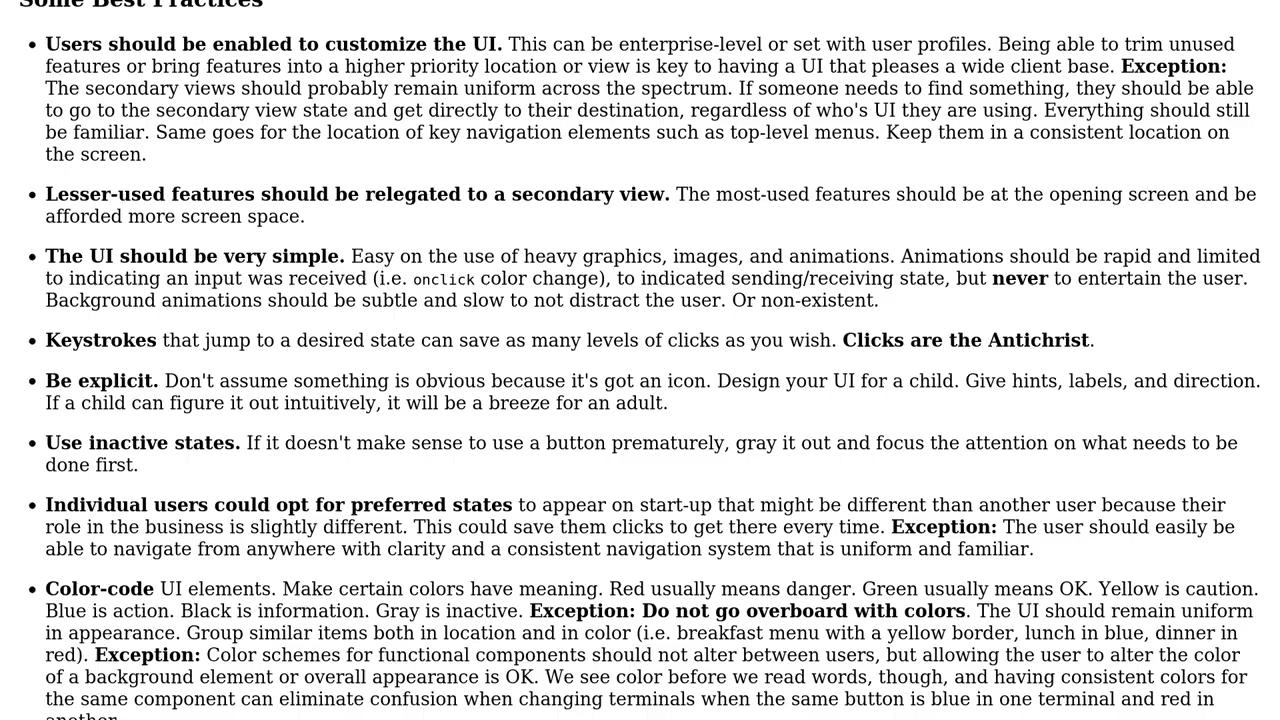 Some Best Practices
• Users should be enabled to customize the UI. This can be enterprise-level or set with user profiles. Being able to trim unused
features or bring features into a higher priority location or view is key to having a UI that pleases a wide client base. Exception:
The secondary views should probably remain uniform across the spectrum. If someone needs to find something, they should be able
to go to the secondary view state and get directly to their destination, regardless of who's UI they are using. Everything should still
be familiar. Same goes for the location of key navigation elements such as top-level menus. Keep them in a consistent location on
the screen.
• Lesser-used features should be relegated to a secondary view. The most-used features should be at the opening screen and be
afforded more screen space.
• The UI should be very simple. Easy on the use of heavy graphics, images, and animations. Animations should be rapid and limited
to indicating an input was received (i.e. onclick color change), to indicated sending/receiving state, but never to entertain the user.
Background animations should be subtle and slow to not distract the user. Or non-existent.
• Keystrokes that jump to a desired state can save as many levels of clicks as you wish. Clicks are the Antichrist.
• Be explicit. Don't assume something is obvious because it's got an icon. Design your UI for a child. Give hints, labels, and direction.
If a child can figure it out intuitively, it will be a breeze for an adult.
• Use inactive states. If it doesn't make sense to use a button prematurely, gray it out and focus the attention on what needs to be
done first.
• Individual users could opt for preferred states to appear on start-up that might be different than another user because their
role in the business is slightly different. This could save them clicks to get there every time. Exception: The user should easily be
able to navigate from anywhere with clarity and a consistent navigation system that is uniform and familiar.
• Color-code UI elements. Make certain colors have meaning. Red usually means danger. Green usually means OK. Yellow is caution.
Blue is action. Black is information. Gray is inactive. Exception: Do not go overboard with colors. The UI should remain uniform
in appearance. Group similar items both in location and in color (i.e. breakfast menu with a yellow border, lunch in blue, dinner in
red). Exception: Color schemes for functional components should not alter between users, but allowing the user to alter the color
of a background element or overall appearance is OK. We see color before we read words, though, and having consistent colors for
the same component can eliminate confusion when changing terminals when the same button is blue in one terminal and red in
another.